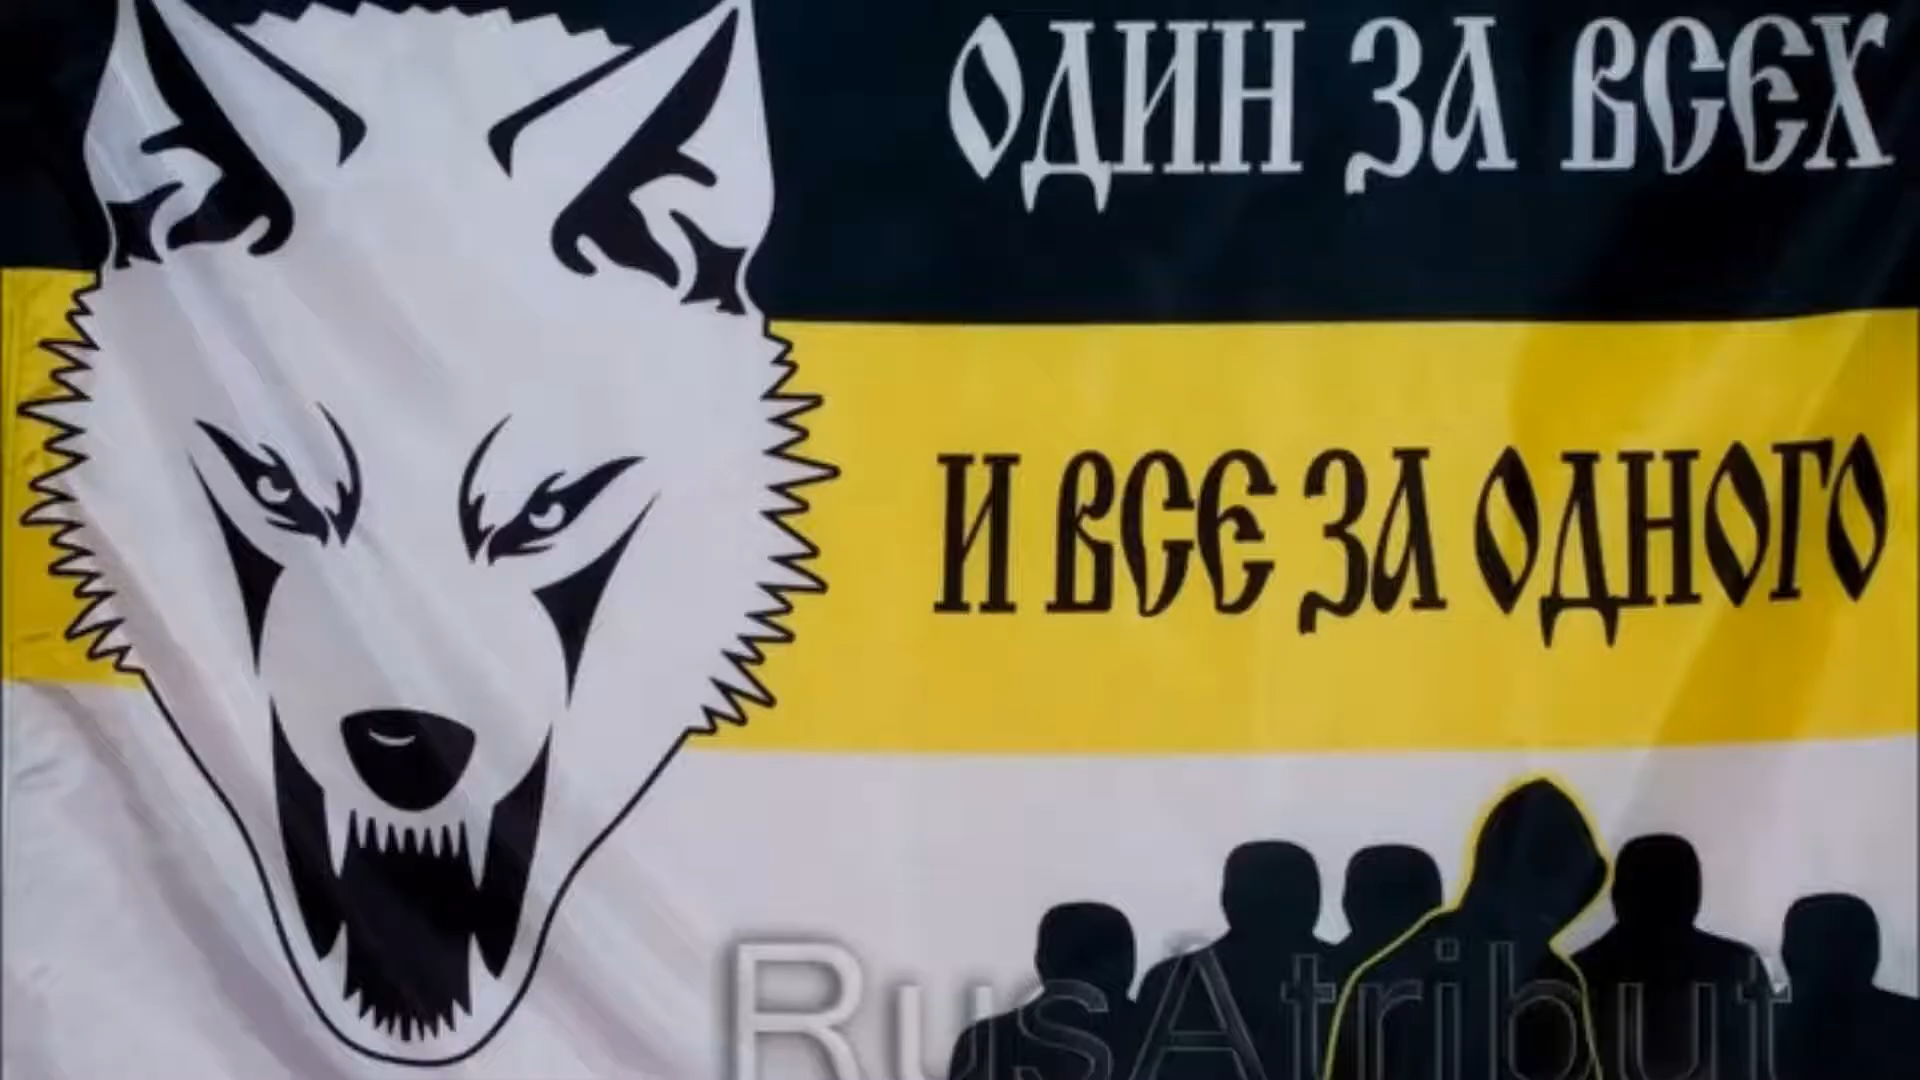 ОДИН ЗА ВСЕХ
И ВСЕ ЗА ОДНОГО
RusAtribut